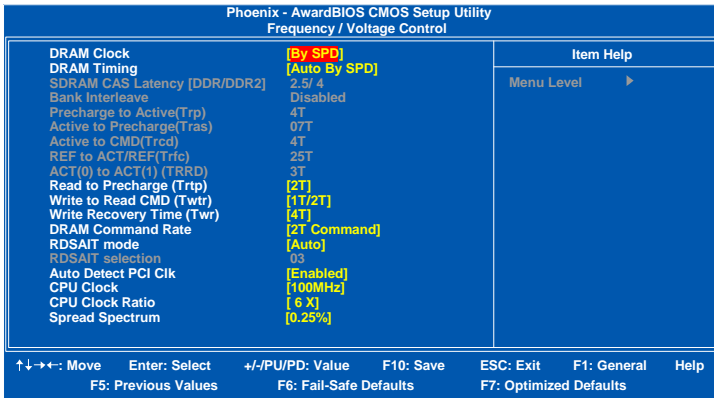 Phoenix - AwardBIOS CMOS Setup Utility
Frequency / Voltage Control
DRAM Clock [By SPD]
Item Help
DRAM Timing [Auto By SPD]
SDRAM CAS Latency [DDR/DDR2] 2.5/ 4
Menu Level
Bank Interleave Disabled
Precharge to Active(Trp) 4T
Active to Precharge(Tras) 07T
Active to CMD(Trcd) 4T
REF to ACT/REF(Trfc) 25T
ACT(0) to ACT(1) (TRRD) 3T
Read to Precharge (Trtp) [2T]
Write to Read CMD (Twtr) [1T/2T]
Write Recovery Time (Twr) [4T]
DRAM Command Rate [2T Command]
RDSAIT mode [Auto]
RDSAIT selection 03
Auto Detect PCI Clk [Enabled]
CPU Clock [100MHz]
CPU Clock Ratio [ 6 X]
Spread Spectrum [0.25%]
↑↓→←: Move Enter: Select +/-/PU/PD: Value F10: Save ESC: Exit F1: General Help
F5: Previous Values F6: Fail-Safe Defaults F7: Optimized Defaults